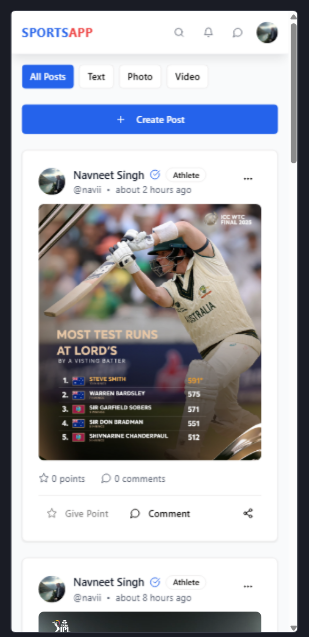 SPORTSAPP
All Posts
Text
Photo
Video
+ Create Post
Navneet Singh Athlete
@navii • about 2 hours ago
ICC WTC
FINAL 2025
AUSTRALIA
MOST TEST RUNS
AT LORD'S
BY A VISITING BATTER
1. STEVE SMITH 591*
2. WARREN BARDSLEY 575
3. SIR GARFIELD SOBERS 571
4. SIR DON BRADMAN 551
5. SHIVNARINE CHANDERPAUL 512
0 points 0 comments
Give Point Comment
Navneet Singh Athlete
@navii • about 8 hours ago